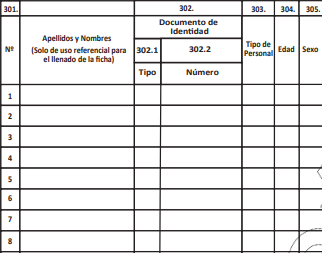 301. 302. 303. 304. 305.
Nº Apellidos y Nombres Documento de Identidad Tipo de Personal Edad Sexo
(Solo de uso referencial para el llenado de la ficha) 302.1 302.2
Tipo Número
1
2
3
4
5
6
7
8